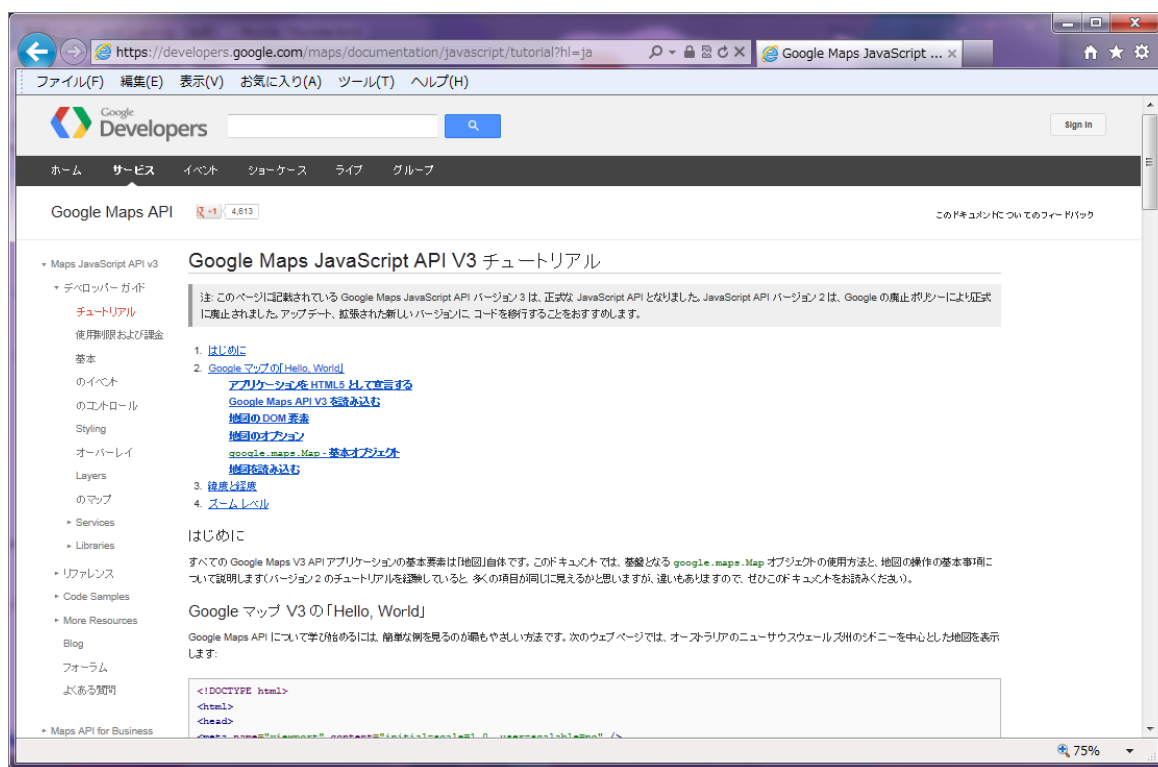 https://developers.google.com/maps/documentation/javascript/tutorial?hl=ja
Google Maps JavaScript ...
ファイル(F) 編集(E) 表示(V) お気に入り(A) ツール(T) ヘルプ(H)
Google
Developers
Sign in
ホーム サービス イベント ショーケース ライブ グループ
Google Maps API
+1
4,613
このドキュメントについてのフィードバック
Maps JavaScript API v3
デベロッパー ガイド
チュートリアル
使用制限および課金
基本
のイベント
のコントロール
Styling
オーバーレイ
Layers
のマップ
Services
Libraries
リファレンス
Code Samples
More Resources
Blog
フォーラム
よくある質問
Maps API for Business
Google Maps JavaScript API V3 チュートリアル
注: このページに記載されている Google Maps JavaScript API バージョン 3 は、正式な JavaScript API となりました。JavaScript API バージョン 2 は、Google の廃止ポリシーにより正式
に廃止されました。アップデート、拡張された新しいバージョンに、コードを移行することをおすすめします。
1. はじめに
2. Google マップの「Hello, World」
アプリケーションを HTML5 として宣言する
Google Maps API V3 を読み込む
地図の DOM 要素
地図のオプション
google.maps.Map - 基本オブジェクト
地図を読み込む
3. 緯度と経度
4. ズーム レベル
はじめに
すべての Google Maps V3 API アプリケーションの基本要素は「地図」自体です。このドキュメントでは、基盤となる google.maps.Map オブジェクトの使用方法と、地図の操作の基本事項に
ついて説明します(バージョン 2 のチュートリアルを経験していると、多くの項目が同じに見えるかと思いますが、違いもありますので、ぜひこのドキュメントをお読みください)。
Google マップ V3 の「Hello, World」
Google Maps API について学び始めるには、簡単な例を見るのが最もやさしい方法です。次のウェブページでは、オーストラリアのニューサウスウェールズ州のシドニーを中心とした地図を表示
します:
<!DOCTYPE html>
<html>
<head>
<meta name="viewport" content="initial-scale=1.0, user-scalable=no" />
75%